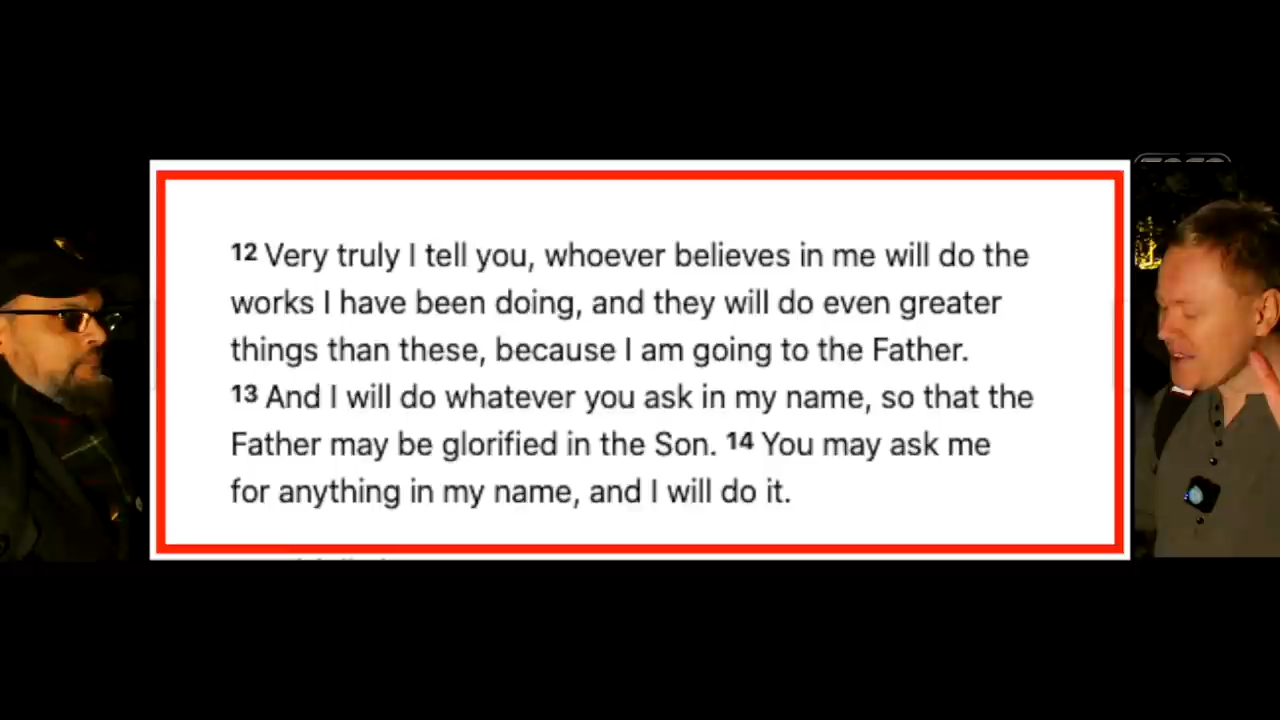 12 Very truly I tell you, whoever believes in me will do the
works I have been doing, and they will do even greater
things than these, because I am going to the Father.
13 And I will do whatever you ask in my name, so that the
Father may be glorified in the Son. 14 You may ask me
for anything in my name, and I will do it.